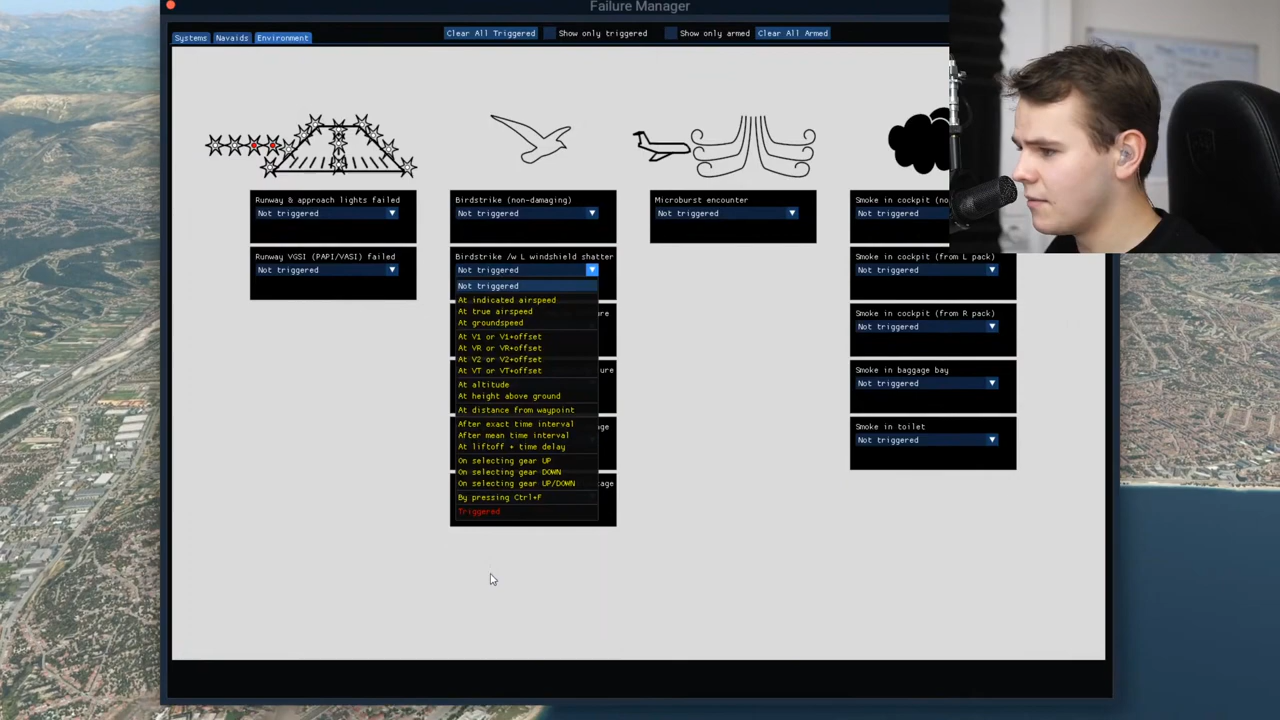 Failure Manager
Systems Navaids Environment Clear All Triggered Show only triggered Show only armed Clear All Armed
Runway & approach lights failed
Not triggered
Runway VGSI (PAPI/VASI) failed
Not triggered
Birdstrike (non-damaging)
Not triggered
Birdstrike /w L windshield shatter
Not triggered
Not triggered
At indicated airspeed
At true airspeed
At groundspeed
At V1 or V1+offset
At VR or VR+offset
At V2 or V2+offset
At VT or VT+offset
At altitude
At height above ground
At distance from waypoint
After exact time interval
After mean time interval
At liftoff + time delay
On selecting gear UP
On selecting gear DOWN
On selecting gear UP/DOWN
By pressing Ctrl+F
Triggered
Microburst encounter
Not triggered
Smoke in cockpit
Not triggered
Smoke in cockpit (from L pack)
Not triggered
Smoke in cockpit (from R pack)
Not triggered
Smoke in baggage bay
Not triggered
Smoke in toilet
Not triggered